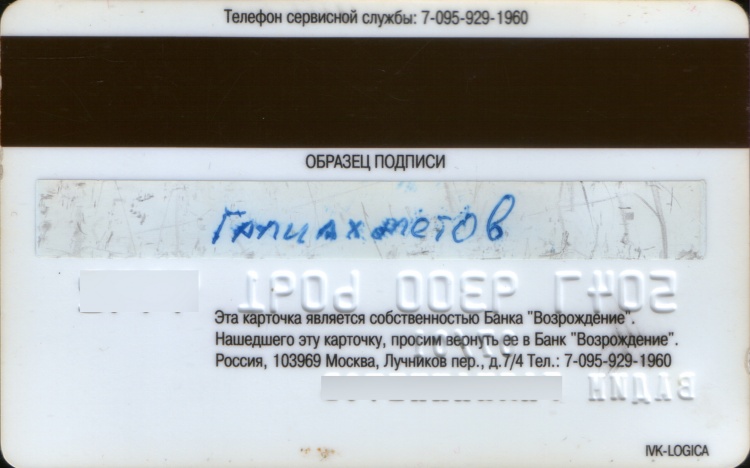 Телефон сервисной службы: 7-095-929-1960
ОБРАЗЕЦ ПОДПИСИ
Галиахметов
Эта карточка является собственностью Банка "Возрождение".
Нашедшего эту карточку, просим вернуть ее в Банк "Возрождение".
Россия, 103969 Москва, Лучников пер., д.7/4 Тел.: 7-095-929-1960
IVK-LOGICA